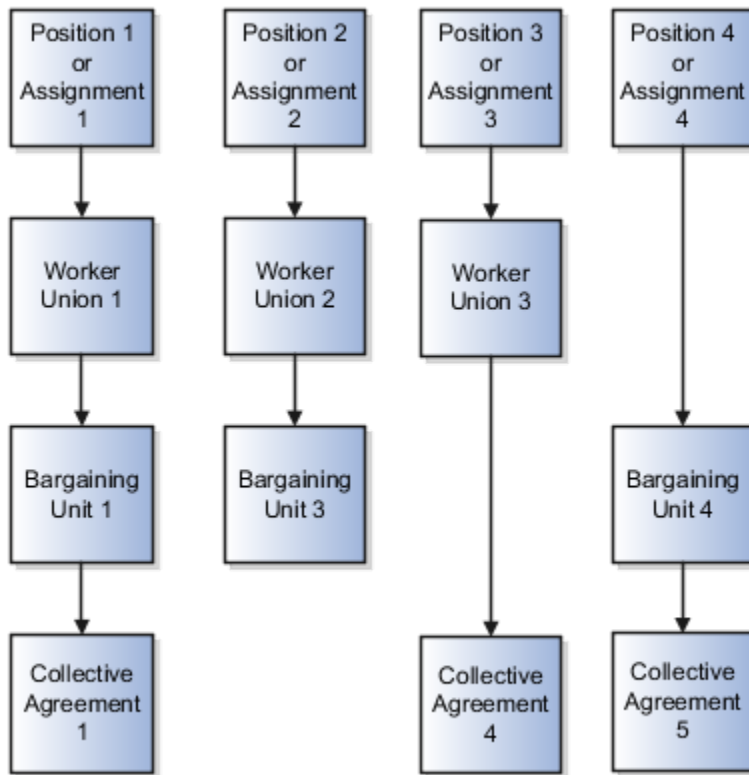 Position 1
or
Assignment
1
Position 2
or
Assignment
2
Position 3
or
Assignment
3
Position 4
or
Assignment
4
Worker
Union 1
Worker
Union 2
Worker
Union 3
Bargaining
Unit 1
Bargaining
Unit 3
Bargaining
Unit 4
Collective
Agreement
1
Collective
Agreement
4
Collective
Agreement
5